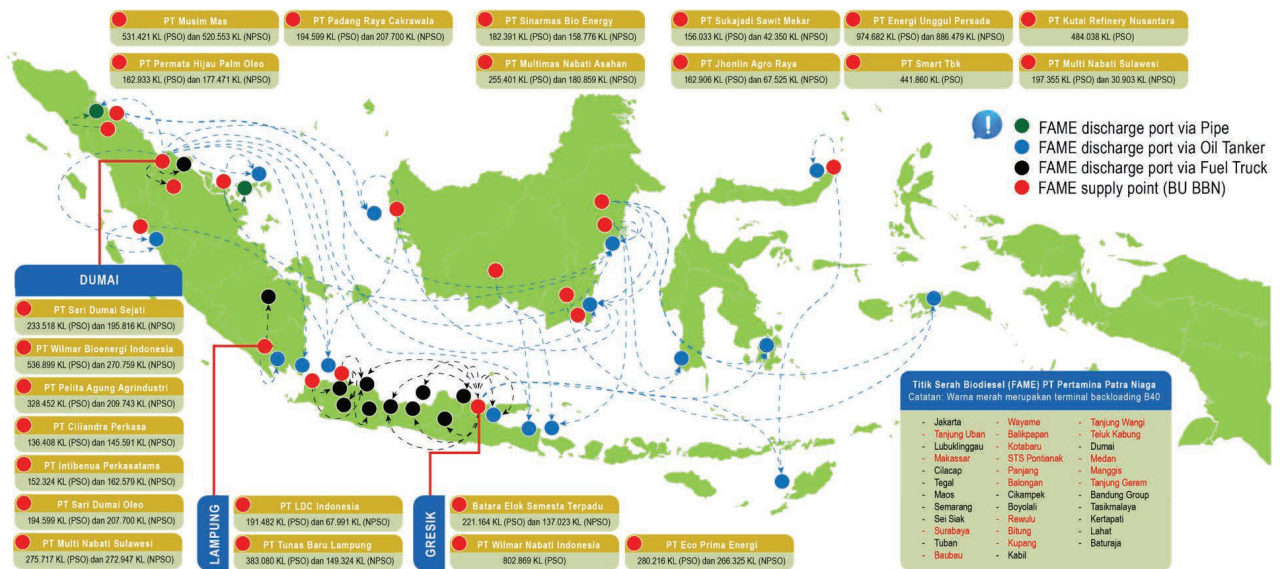 PT Musim Mas
531.421 KL (PSO) dan 520.553 KL (NPSO)
PT Padang Raya Cakrawala
194.599 KL (PSO) dan 207.700 KL (NPSO)
PT Sinarmas Bio Energy
182.391 KL (PSO) dan 158.776 KL (NPSO)
PT Sukajadi Sawit Mekar
156.033 KL (PSO) dan 42.350 KL (NPSO)
PT Energi Unggul Persada
974.682 KL (PSO) dan 886.479 KL (NPSO)
PT Kutai Refinery Nusantara
484.038 KL (PSO)
PT Permata Hijau Palm Oleo
162.933 KL (PSO) dan 177.471 KL (NPSO)
PT Multimas Nabati Asahan
255.401 KL (PSO) dan 180.859 KL (NPSO)
PT Jhonlin Agro Raya
162.906 KL (PSO) dan 67.525 KL (NPSO)
PT Smart Tbk
441.860 KL (PSO)
PT Multi Nabati Sulawesi
197.355 KL (PSO) dan 30.903 KL (NPSO)
!
FAME discharge port via Pipe
FAME discharge port via Oil Tanker
FAME discharge port via Fuel Truck
FAME supply point (BU BBN)
DUMAI
PT Sari Dumai Sejati
233.518 KL (PSO) dan 195.816 KL (NPSO)
PT Wilmar Bioenergi Indonesia
536.899 KL (PSO) dan 270.759 KL (NPSO)
PT Pelita Agung Agrindustri
328.452 KL (PSO) dan 209.743 KL (NPSO)
PT Ciliandra Perkasa
136.408 KL (PSO) dan 145.591 KL (NPSO)
PT Intibenua Perkasatama
152.324 KL (PSO) dan 162.579 KL (NPSO)
PT Sari Dumai Oleo
194.599 KL (PSO) dan 207.700 KL (NPSO)
PT Multi Nabati Sulawesi
275.717 KL (PSO) dan 272.947 KL (NPSO)
LAMPUNG
PT LDC Indonesia
191.482 KL (PSO) dan 67.991 KL (NPSO)
PT Tunas Baru Lampung
383.080 KL (PSO) dan 149.324 KL (NPSO)
GRESIK
Batara Elok Semesta Terpadu
221.164 KL (PSO) dan 137.023 KL (NPSO)
PT Wilmar Nabati Indonesia
802.869 KL (PSO)
PT Eco Prima Energi
280.216 KL (PSO) dan 266.325 KL (NPSO)
Titik Serah Biodiesel (FAME) PT Pertamina Patra Niaga
Catatan: Warna merah merupakan terminal backloading B40
- Jakarta
- Tanjung Uban
- Lubuklinggau
- Makassar
- Cilacap
- Tegal
- Maos
- Semarang
- Sei Siak
- Surabaya
- Tuban
- Baubau
- Wayame
- Balikpapan
- Kotabaru
- STS Pontianak
- Panjang
- Balongan
- Cikampek
- Boyolali
- Rewulu
- Bitung
- Kupang
- Kabil
- Tanjung Wangi
- Teluk Kabung
- Dumai
- Medan
- Manggis
- Tanjung Gerem
- Bandung Group
- Tasikmalaya
- Kertapati
- Lahat
- Baturaja